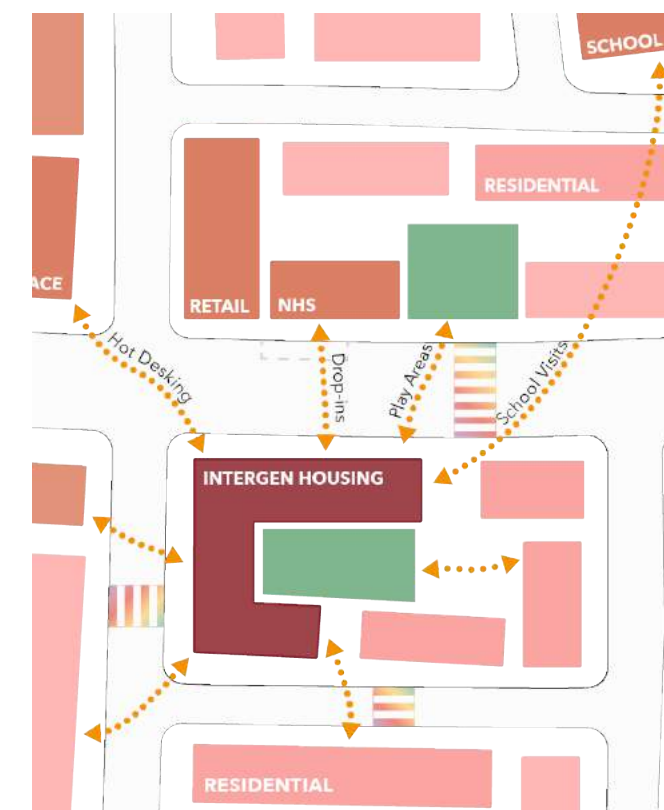 SCHOOL
RESIDENTIAL
ACE
RETAIL
NHS
Hot Desking
Drop-ins
Play Areas
School Visits
INTERGEN HOUSING
RESIDENTIAL